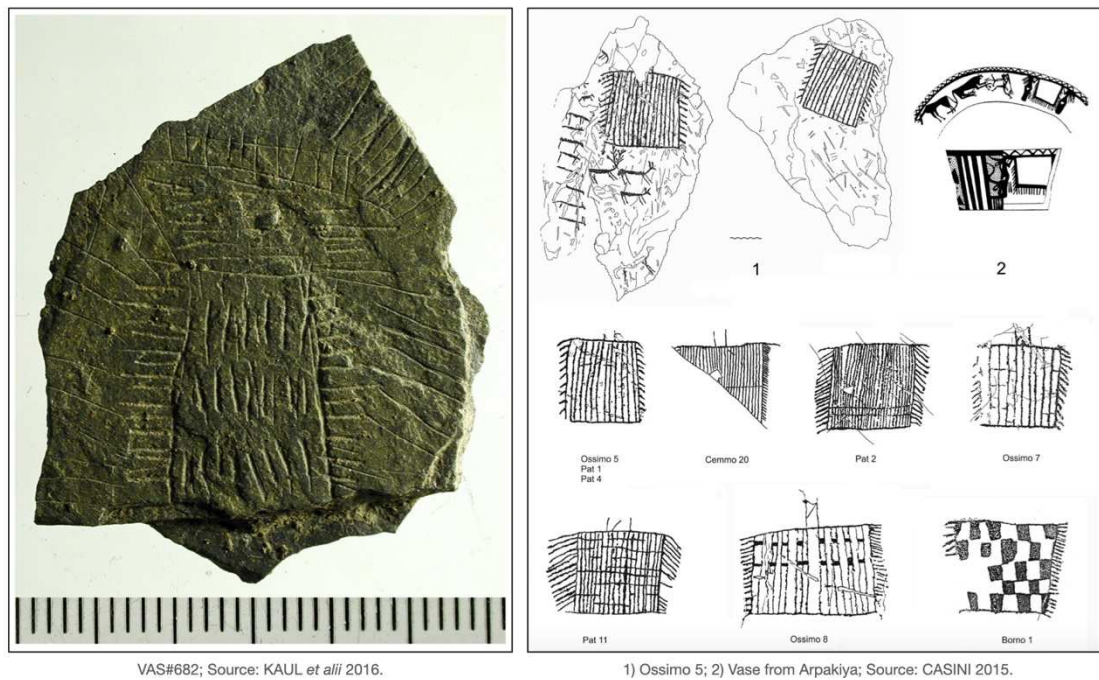 1
2
Ossimo 5
Pat 1
Pat 4
Cemmo 20
Pat 2
Ossimo 7
Pat 11
Ossimo 8
Borno 1
VAS#682; Source: KAUL et alii 2016.
1) Ossimo 5; 2) Vase from Arpakiya; Source: CASINI 2015.